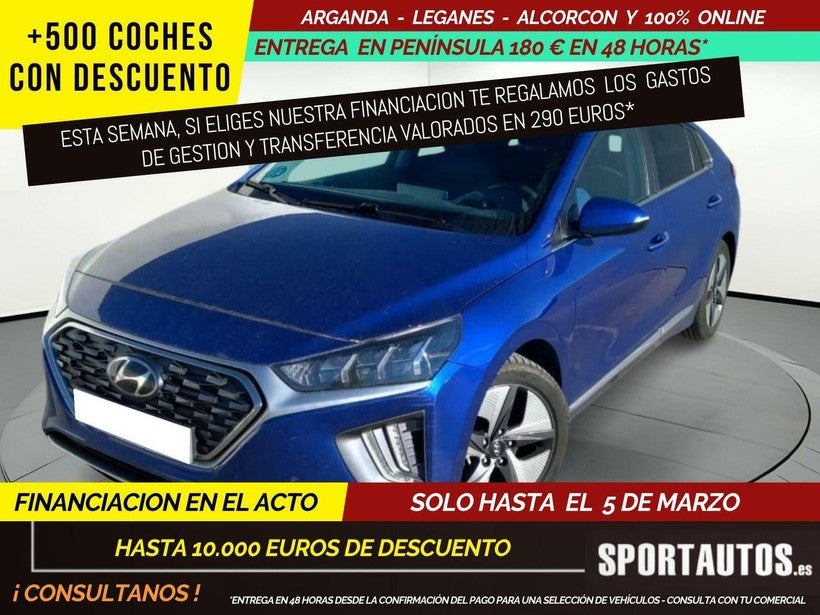 +500 COCHES
CON DESCUENTO
ARGANDA - LEGANES - ALCORCON Y 100% ONLINE
ENTREGA EN PENÍNSULA 180 € EN 48 HORAS*
ESTA SEMANA, SI ELIGES NUESTRA FINANCIACION TE REGALAMOS LOS GASTOS
DE GESTION Y TRANSFERENCIA VALORADOS EN 290 EUROS*
FINANCIACION EN EL ACTO
SOLO HASTA EL 5 DE MARZO
HASTA 10.000 EUROS DE DESCUENTO
SPORTAUTOS.es
¡ CONSULTANOS !
*ENTREGA EN 48 HORAS DESDE LA CONFIRMACIÓN DEL PAGO PARA UNA SELECCIÓN DE VEHÍCULOS - CONSULTA CON TU COMERCIAL